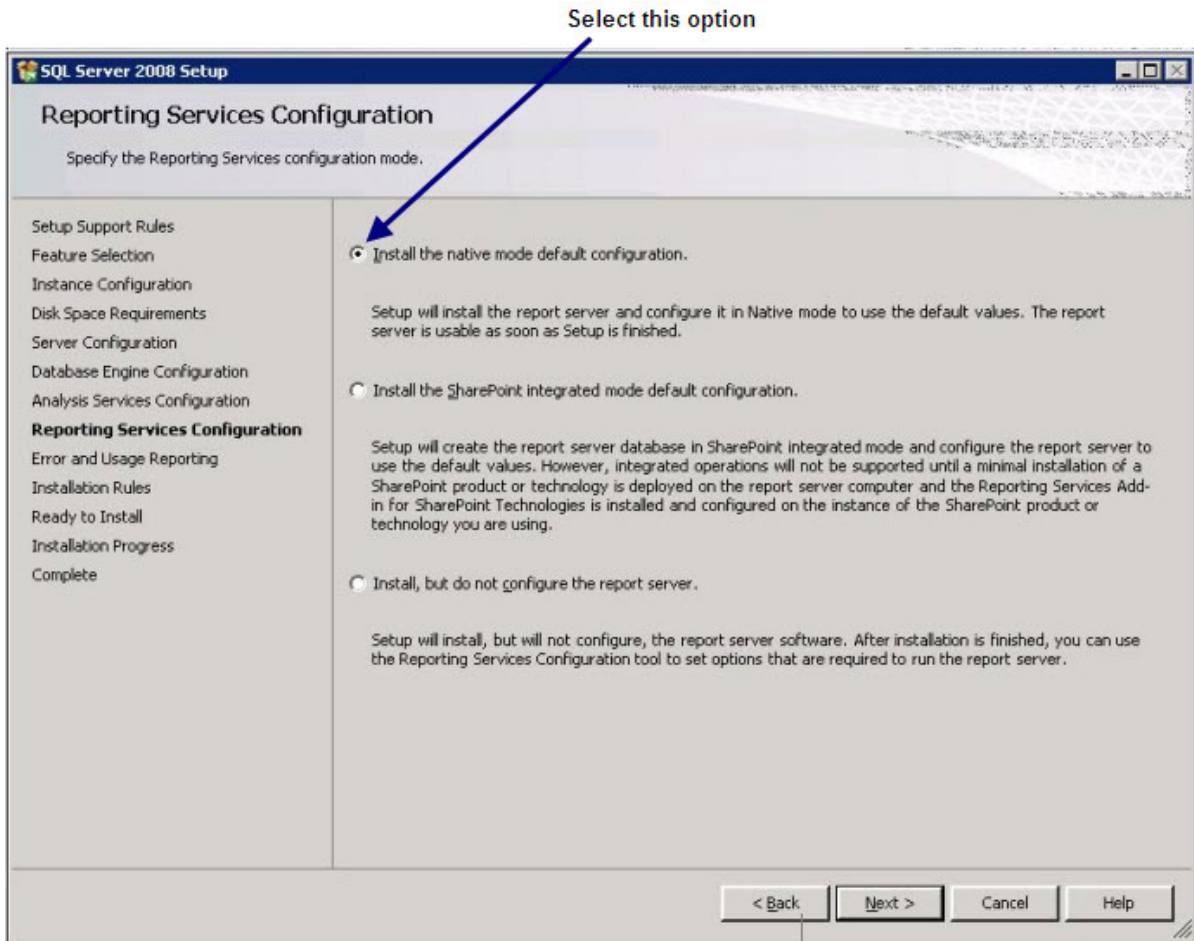 Select this option
SQL Server 2008 Setup
Reporting Services Configuration
Specify the Reporting Services configuration mode.
Setup Support Rules
Feature Selection
Instance Configuration
Disk Space Requirements
Server Configuration
Database Engine Configuration
Analysis Services Configuration
Reporting Services Configuration
Error and Usage Reporting
Installation Rules
Ready to Install
Installation Progress
Complete
Install the native mode default configuration.
Setup will install the report server and configure it in Native mode to use the default values. The report
server is usable as soon as Setup is finished.
Install the SharePoint integrated mode default configuration.
Setup will create the report server database in SharePoint integrated mode and configure the report server to
use the default values. However, integrated operations will not be supported until a minimal installation of a
SharePoint product or technology is deployed on the report server computer and the Reporting Services Add-
in for SharePoint Technologies is installed and configured on the instance of the SharePoint product or
technology you are using.
Install, but do not configure the report server.
Setup will install, but will not configure, the report server software. After installation is finished, you can use
the Reporting Services Configuration tool to set options that are required to run the report server.
< Back
Next >
Cancel
Help